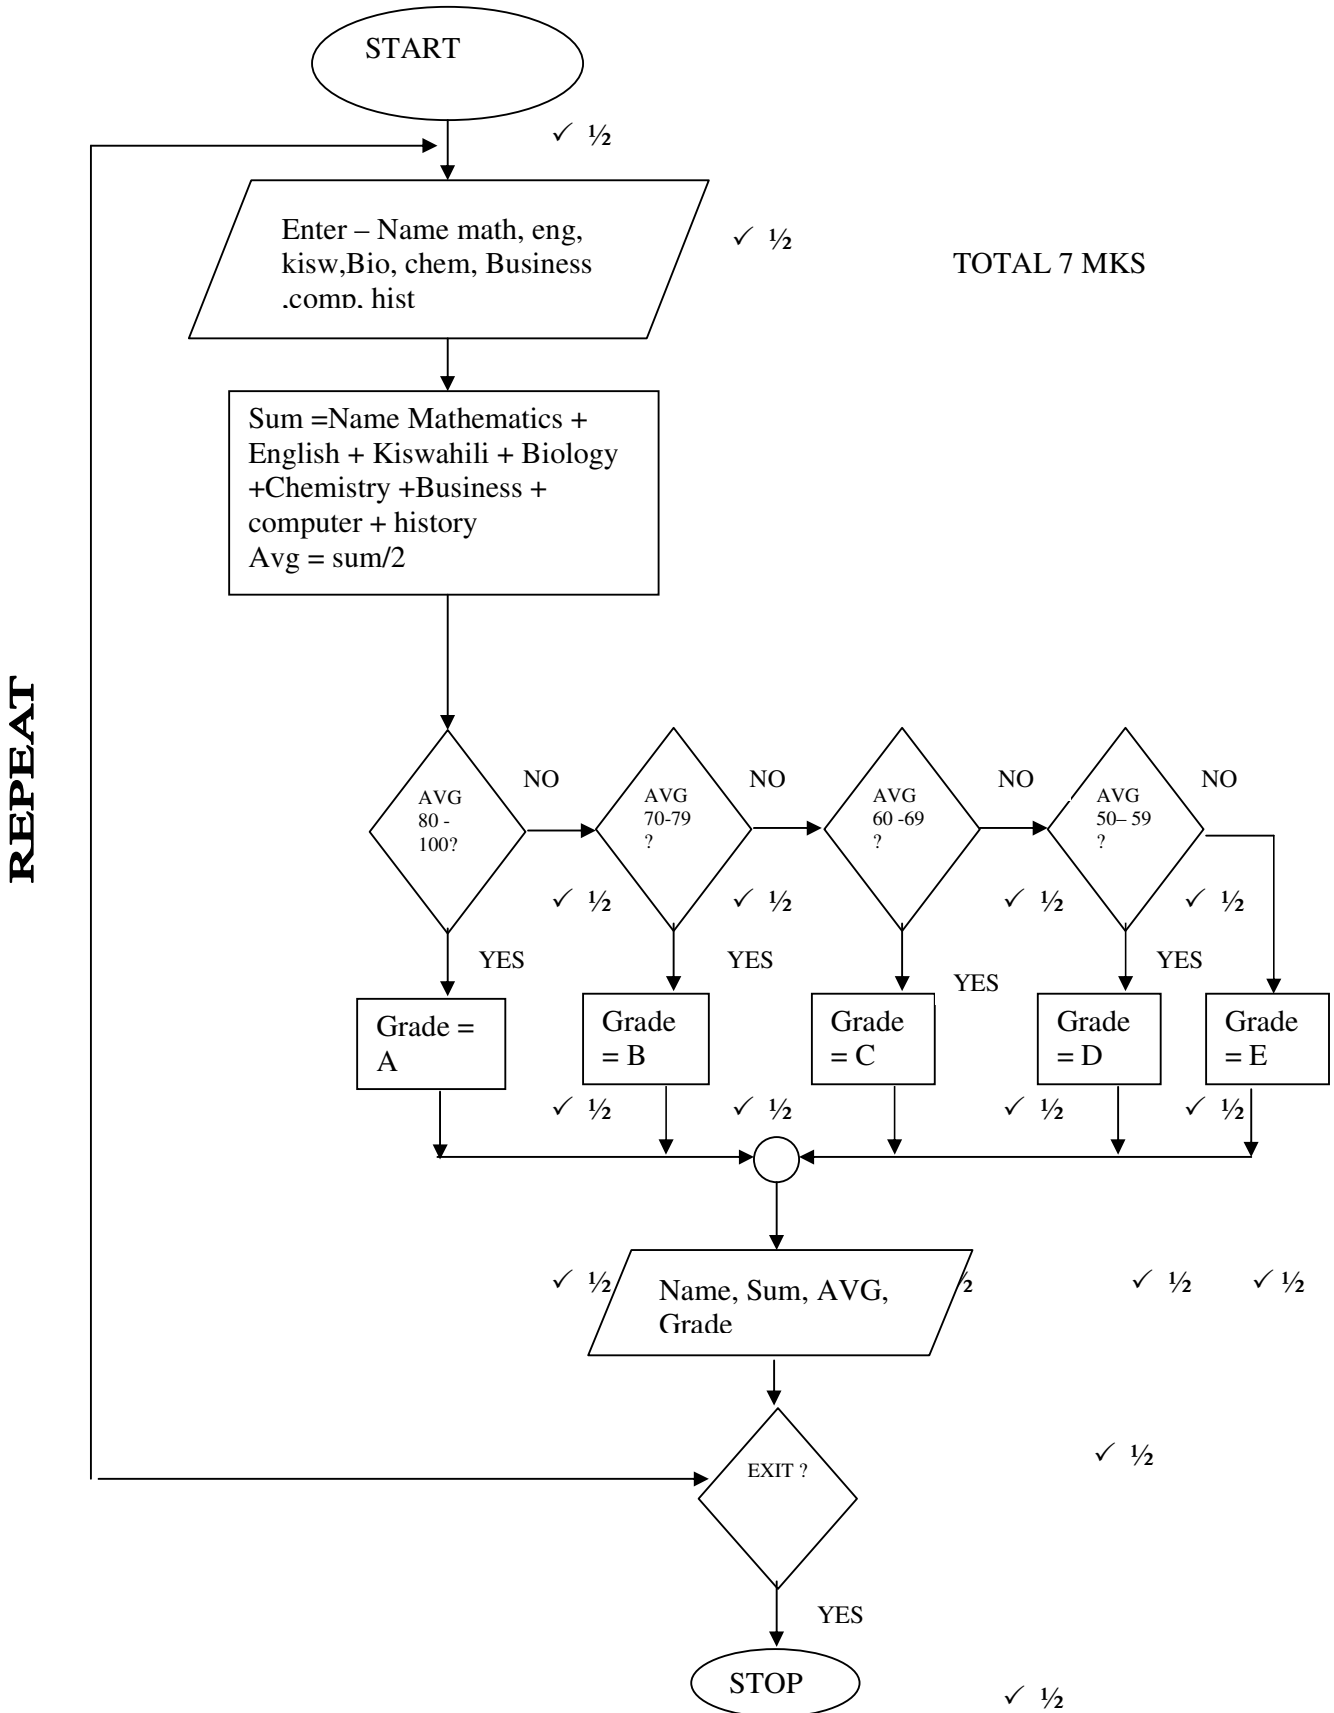 START
✓ ½
Enter – Name math, eng,
kisw,Bio, chem, Business
,comp, hist
✓ ½
TOTAL 7 MKS
Sum =Name Mathematics +
English + Kiswahili + Biology
+Chemistry +Business +
computer + history
Avg = sum/2
REPEAT
AVG
80 -
100?
NO
AVG
70-79
?
NO
AVG
60 -69
?
NO
AVG
50– 59
?
NO
✓ ½
✓ ½
✓ ½
✓ ½
YES
YES
YES
YES
Grade =
A
Grade
= B
Grade
= C
Grade
= D
Grade
= E
✓ ½
✓ ½
✓ ½
✓ ½
✓ ½
Name, Sum, AVG,
Grade
✓ ½
✓ ½
EXIT ?
✓ ½
YES
STOP
✓ ½